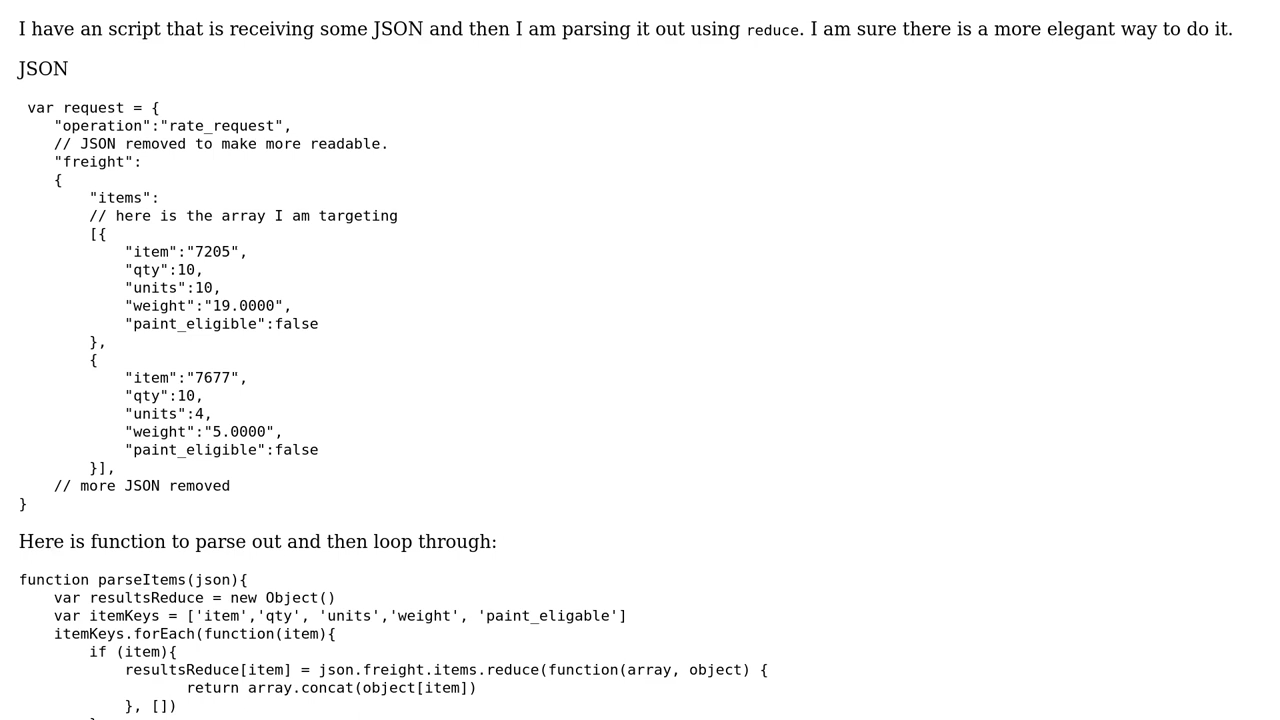 I have an script that is receiving some JSON and then I am parsing it out using reduce. I am sure there is a more elegant way to do it.
JSON
 var request = {
    "operation":"rate_request",
    // JSON removed to make more readable.
    "freight":
    {
        "items":
        // here is the array I am targeting
        [{
            "item":"7205",
            "qty":10,
            "units":10,
            "weight":"19.0000",
            "paint_eligible":false
        },
        {
            "item":"7677",
            "qty":10,
            "units":4,
            "weight":"5.0000",
            "paint_eligible":false
        }],
    // more JSON removed
}
Here is function to parse out and then loop through:
function parseItems(json){
    var resultsReduce = new Object()
    var itemKeys = ['item','qty', 'units','weight', 'paint_eligable']
    itemKeys.forEach(function(item){
        if (item){
            resultsReduce[item] = json.freight.items.reduce(function(array, object) {
                   return array.concat(object[item])
            }, [])